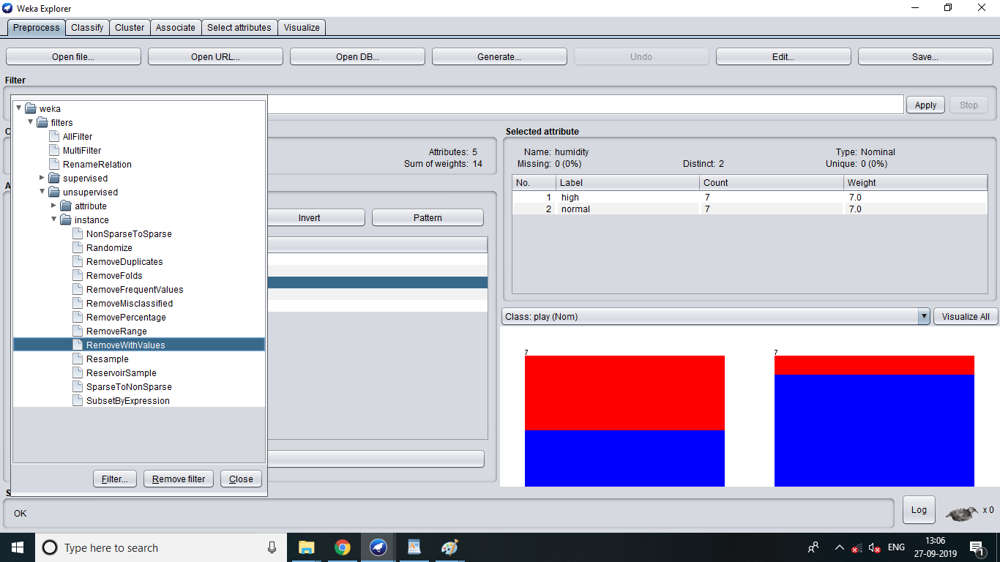 Weka Explorer
Preprocess Classify Cluster Associate Select attributes Visualize
Open file... Open URL... Open DB... Generate... Undo Edit... Save...
Filter
Apply Stop
weka
filters
AllFilter
MultiFilter
RenameRelation
supervised
unsupervised
attribute
instance
NonSparseToSparse
Randomize
RemoveDuplicates
RemoveFolds
RemoveFrequentValues
RemoveMisclassified
RemovePercentage
RemoveRange
RemoveWithValues
Resample
ReservoirSample
SparseToNonSparse
SubsetByExpression
Filter... Remove filter Close
Attributes: 5
Sum of weights: 14
Invert Pattern
Selected attribute
Name: humidity Type: Nominal
Missing: 0 (0%) Distinct: 2 Unique: 0 (0%)
No. Label Count Weight
1 high 7 7.0
2 normal 7 7.0
Class: play (Nom) Visualize All
7 7
OK
Log x 0
Type here to search
ENG
13:06
27-09-2019
1